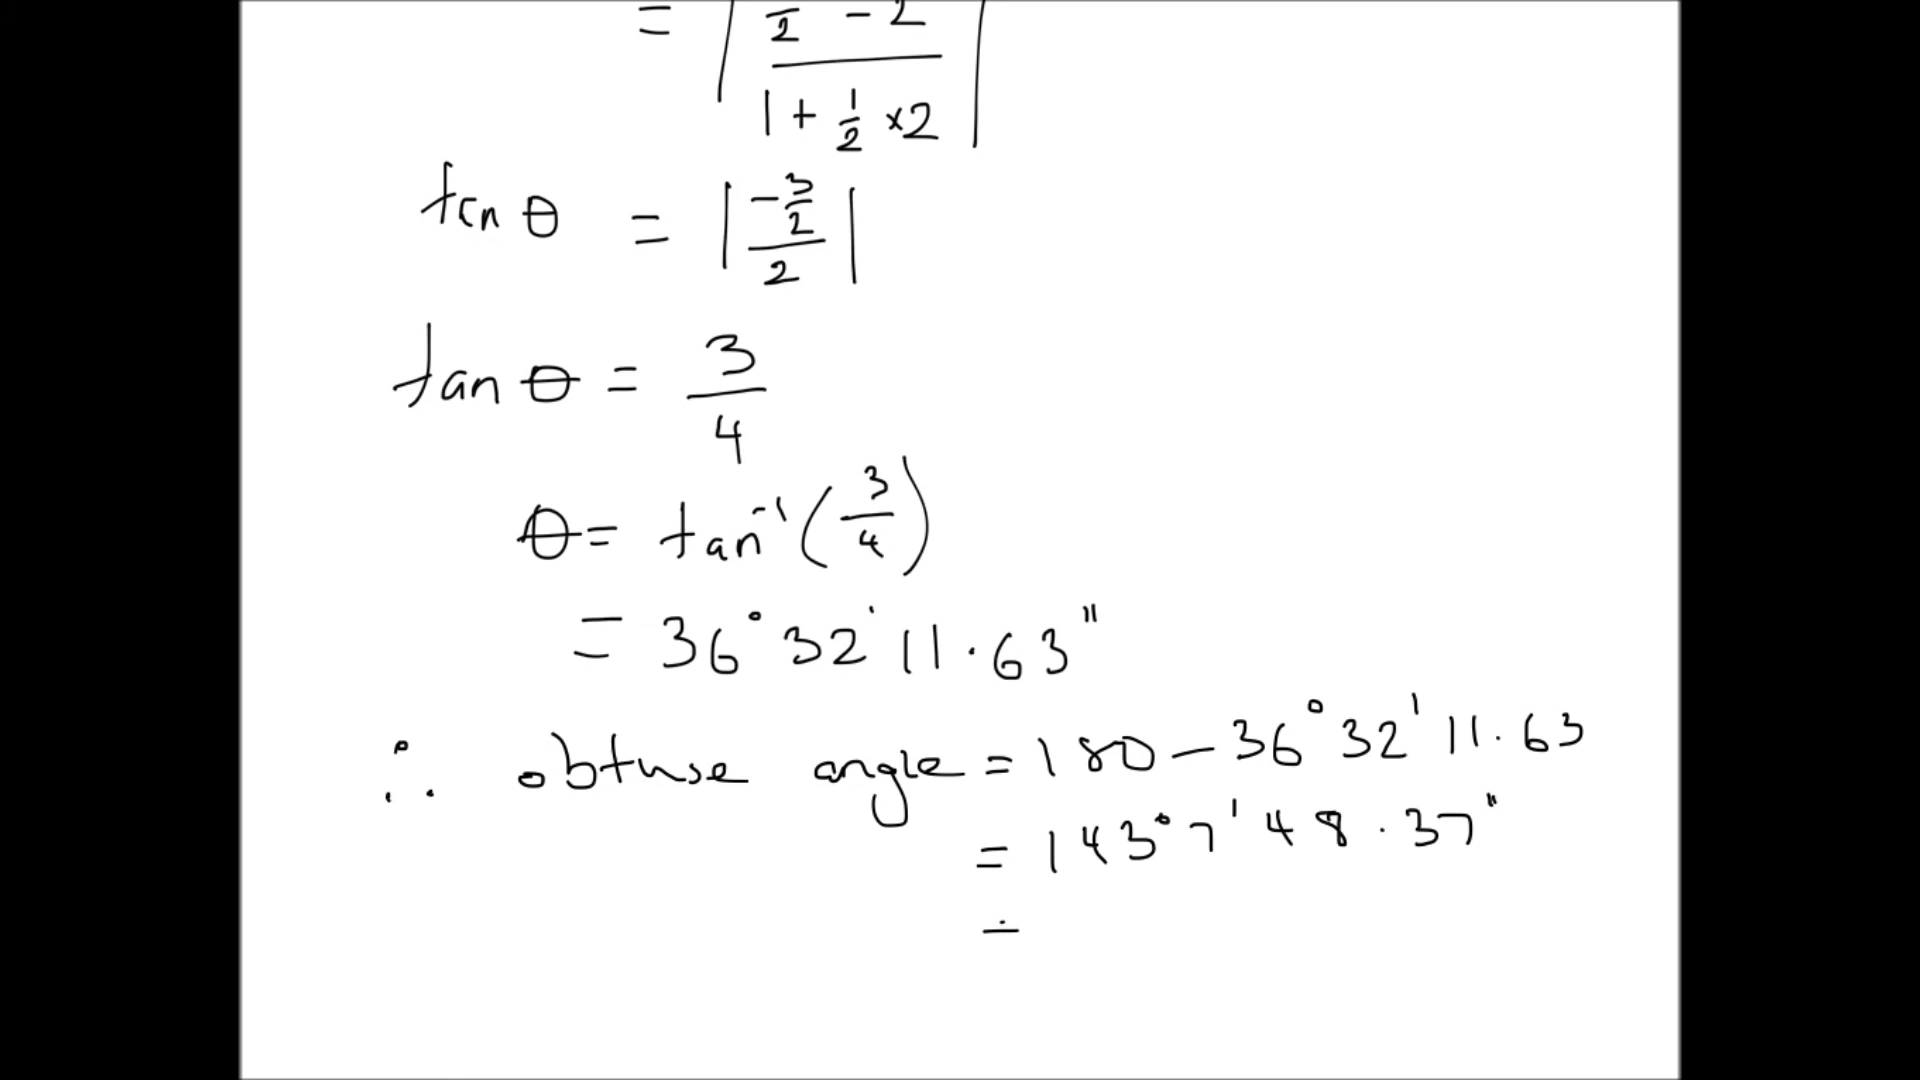 = | 1/2 - 2 / 1 + 1/2 ×2 |
tan θ = | -3/2 / 2 |
tan θ = 3/4
θ = tan⁻¹ (3/4)
= 36° 32' 11.63"
∴ obtuse angle = 180 - 36° 32' 11.63
= 143° 7' 48.37"
∸